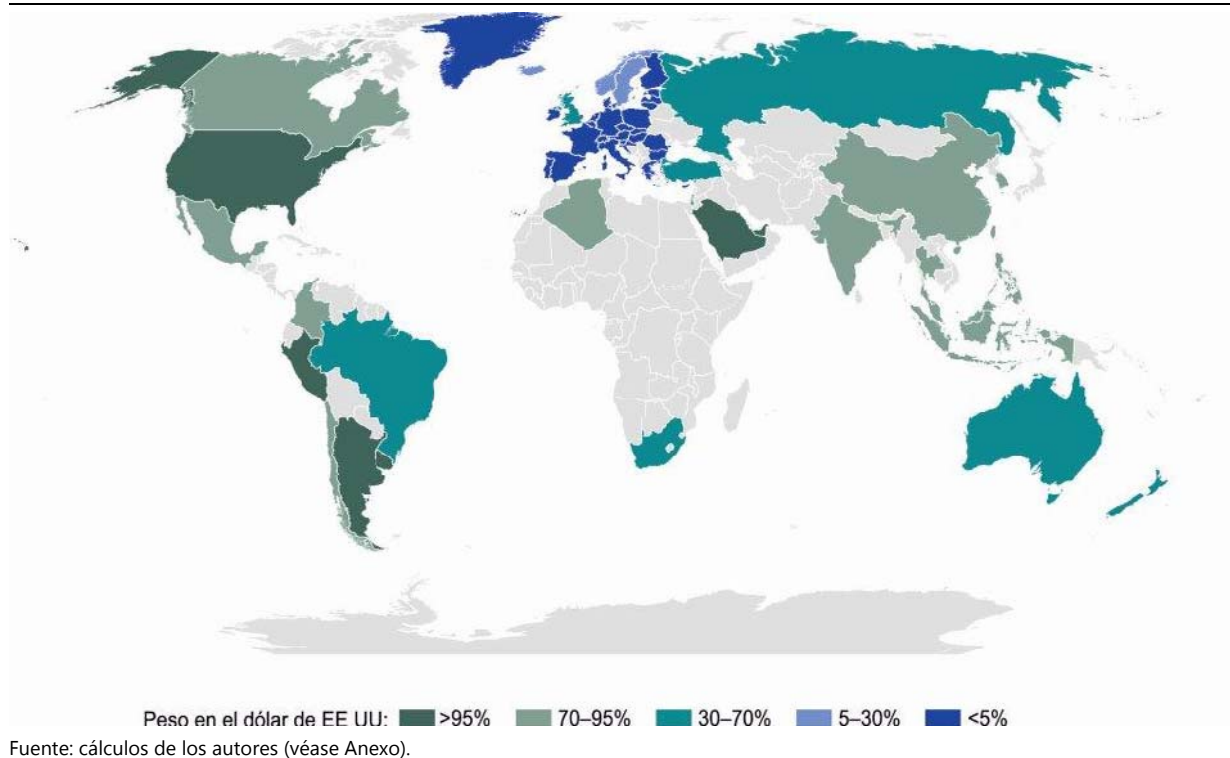 Peso en el dólar de EE UU: >95% 70–95% 30–70% 5–30% <5%
Fuente: cálculos de los autores (véase Anexo).